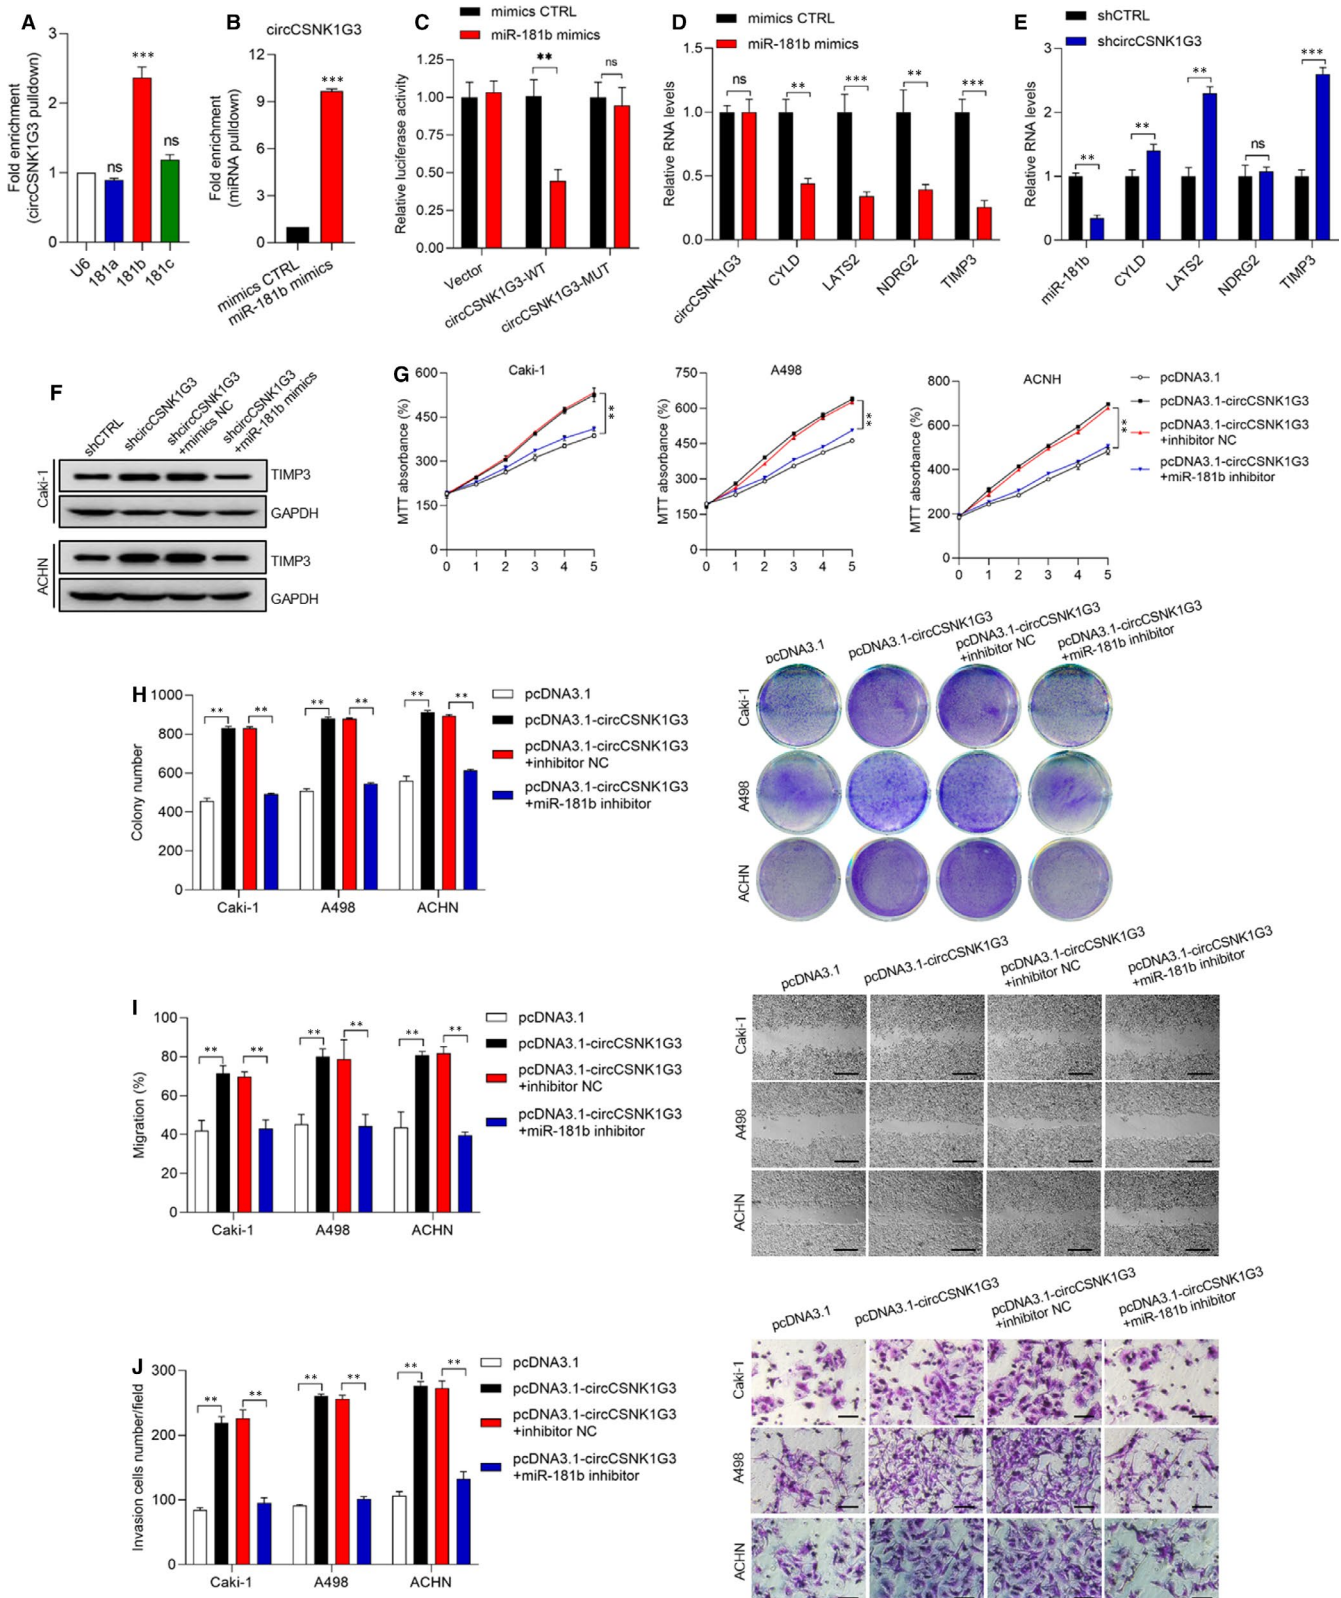 A
Fold enrichment
(circCSNK1G3 pulldown)
3
2
1
0
***
ns
ns
U6
181a
181b
181c
B
circCSNK1G3
Fold enrichment
(miRNA pulldown)
12
9
6
3
0
***
mimics CTRL
miR-181b mimics
C
mimics CTRL
miR-181b mimics
Relative luciferase activity
1.25
1.00
0.75
0.50
0.25
0.00
**
ns
Vector
circCSNK1G3-WT
circCSNK1G3-MUT
D
mimics CTRL
miR-181b mimics
Relative RNA levels
1.5
1.0
0.5
0.0
ns
**
***
**
***
circCSNK1G3
CYLD
LATS2
NDRG2
TIMP3
E
shCTRL
shcircCSNK1G3
Relative RNA levels
3
2
1
0
**
**
**
ns
***
miR-181b
CYLD
LATS2
NDRG2
TIMP3
F
shCTRL
shcircCSNK1G3
shcircCSNK1G3
+mimics NC
shcircCSNK1G3
+miR-181b mimics
Caki-1
TIMP3
GAPDH
ACHN
TIMP3
GAPDH
G
Caki-1
MTT absorbance (%)
600
450
300
150
0
0 1 2 3 4 5
**
A498
MTT absorbance (%)
750
600
450
300
150
0
0 1 2 3 4 5
**
ACNH
MTT absorbance (%)
800
600
400
200
0
0 1 2 3 4 5
**
pcDNA3.1
pcDNA3.1-circCSNK1G3
pcDNA3.1-circCSNK1G3
+inhibitor NC
pcDNA3.1-circCSNK1G3
+miR-181b inhibitor
H
Colony number
1000
800
600
400
200
0
** **
** **
** **
Caki-1 A498 ACHN
pcDNA3.1
pcDNA3.1-circCSNK1G3
pcDNA3.1-circCSNK1G3
+inhibitor NC
pcDNA3.1-circCSNK1G3
+miR-181b inhibitor
pcDNA3.1
pcDNA3.1-circCSNK1G3
pcDNA3.1-circCSNK1G3
+inhibitor NC
pcDNA3.1-circCSNK1G3
+miR-181b inhibitor
Caki-1
A498
ACHN
I
Migration (%)
100
80
60
40
20
0
** **
** **
** **
Caki-1 A498 ACHN
pcDNA3.1
pcDNA3.1-circCSNK1G3
pcDNA3.1-circCSNK1G3
+inhibitor NC
pcDNA3.1-circCSNK1G3
+miR-181b inhibitor
pcDNA3.1
pcDNA3.1-circCSNK1G3
pcDNA3.1-circCSNK1G3
+inhibitor NC
pcDNA3.1-circCSNK1G3
+miR-181b inhibitor
Caki-1
A498
ACHN
J
Invasion cells number/field
300
200
100
0
** **
** **
** **
Caki-1 A498 ACHN
pcDNA3.1
pcDNA3.1-circCSNK1G3
pcDNA3.1-circCSNK1G3
+inhibitor NC
pcDNA3.1-circCSNK1G3
+miR-181b inhibitor
pcDNA3.1
pcDNA3.1-circCSNK1G3
pcDNA3.1-circCSNK1G3
+inhibitor NC
pcDNA3.1-circCSNK1G3
+miR-181b inhibitor
Caki-1
A498
ACHN